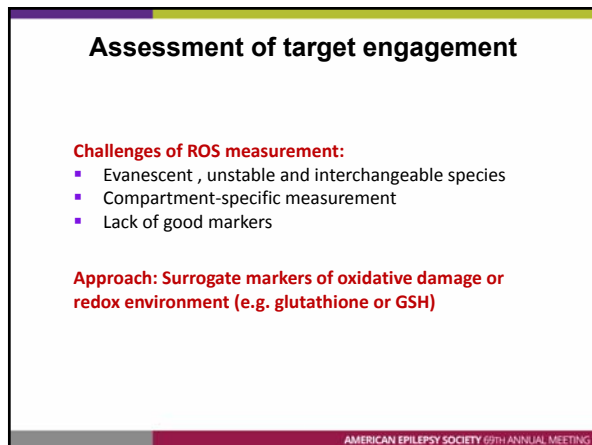 Assessment of target engagement
Challenges of ROS measurement:
▪ Evanescent , unstable and interchangeable species
▪ Compartment-specific measurement
▪ Lack of good markers
Approach: Surrogate markers of oxidative damage or
redox environment (e.g. glutathione or GSH)
AMERICAN EPILEPSY SOCIETY 69TH ANNUAL MEETING